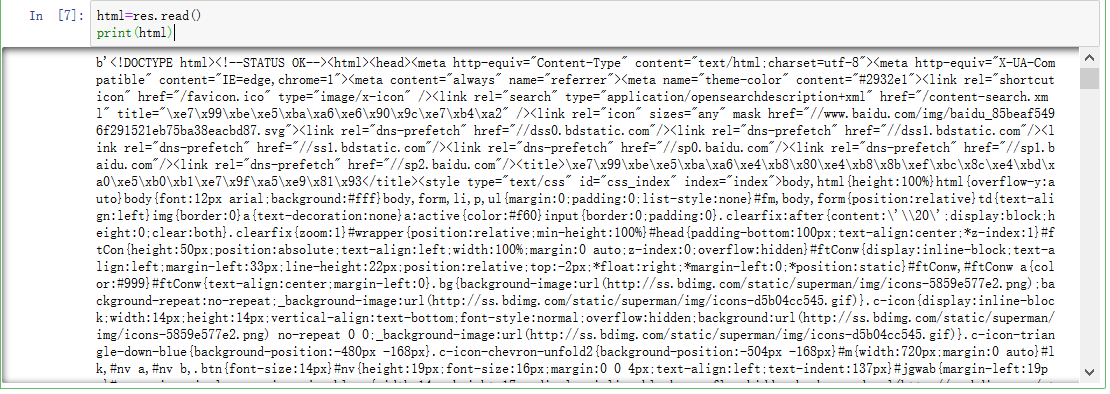 In [7]:
html=res.read()
print(html)
b'<!DOCTYPE html><!--STATUS OK--><html><head><meta http-equiv="Content-Type" content="text/html;charset=utf-8"><meta http-equiv="X-UA-Com
patible" content="IE=edge,chrome=1"><meta content="always" name="referrer"><meta name="theme-color" content="#2932e1"><link rel="shortcut
icon" href="/favicon.ico" type="image/x-icon" /><link rel="search" type="application/opensearchdescription+xml" href="/content-search.xm
l" title="\xe7\x99\xbe\xe5\xba\xa6\xe6\x90\x9c\xe7\xb4\xa2" /><link rel="icon" sizes="any" mask href="//www.baidu.com/img/baidu_85beaf549
6f291521eb75ba38eacbd87.svg"><link rel="dns-prefetch" href="//dss0.bdstatic.com"/><link rel="dns-prefetch" href="//dss1.bdstatic.com"/><l
ink rel="dns-prefetch" href="//ss1.bdstatic.com"/><link rel="dns-prefetch" href="//sp0.baidu.com"/><link rel="dns-prefetch" href="//sp1.b
aidu.com"/><link rel="dns-prefetch" href="//sp2.baidu.com"/><title>\xe7\x99\xbe\xe5\xba\xa6\xe4\xb8\x80\xe4\xb8\x8b\xef\xbc\x8c\xe4\xbd\x
a0\xe5\xb0\xb1\xe7\x9f\xa5\xe9\x81\x93</title><style type="text/css" id="css_index" index="index">body,html{height:100%}html{overflow-y:a
uto}body{font:12px arial;background:#fff}body,form,li,p,ul{margin:0;padding:0;list-style:none}#fm,body,form{position:relative}td{text-ali
gn:left}img{border:0}a{text-decoration:none}a:active{color:#f60}input{border:0;padding:0}.clearfix:after{content:\'\\20\';display:block;h
eight:0;clear:both}.clearfix{zoom:1}#wrapper{position:relative;min-height:100%}#head{padding-bottom:100px;text-align:center;*z-index:1}#f
tCon{height:50px;position:absolute;text-align:left;width:100%;margin:0 auto;z-index:0;overflow:hidden}#ftConw{display:inline-block;text-a
lign:left;margin-left:33px;line-height:22px;position:relative;top:-2px;*float:right;*margin-left:0;*position:static}#ftConw,#ftConw a{col
or:#999}#ftConw{text-align:center;margin-left:0}.bg{background-image:url(http://ss.bdimg.com/static/superman/img/icons-5859e577e2.png);ba
ckground-repeat:no-repeat;_background-image:url(http://ss.bdimg.com/static/superman/img/icons-d5b04cc545.gif)}.c-icon{display:inline-bloc
k;width:14px;height:14px;vertical-align:text-bottom;font-style:normal;overflow:hidden;background:url(http://ss.bdimg.com/static/superman/
img/icons-5859e577e2.png) no-repeat 0 0;_background-image:url(http://ss.bdimg.com/static/superman/img/icons-d5b04cc545.gif)}.c-icon-trian
gle-down-blue{background-position:-480px -168px}.c-icon-chevron-unfold2{background-position:-504px -168px}#m{width:720px;margin:0 auto}#l
k,#nv a,#nv b,.btn{font-size:14px}#nv{height:19px;font-size:16px;margin:0 0 4px;text-align:left;text-indent:137px}#jgwab{margin-left:19p